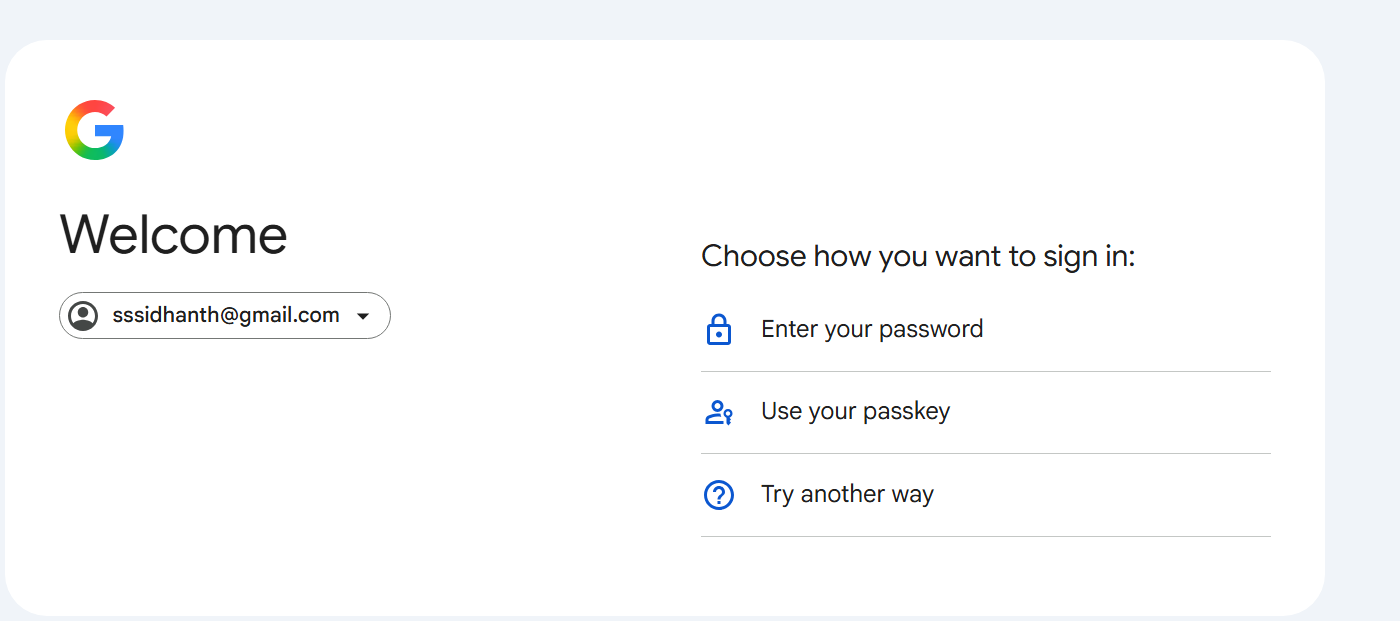 Welcome
sssidhanth@gmail.com
Choose how you want to sign in:
Enter your password
Use your passkey
Try another way